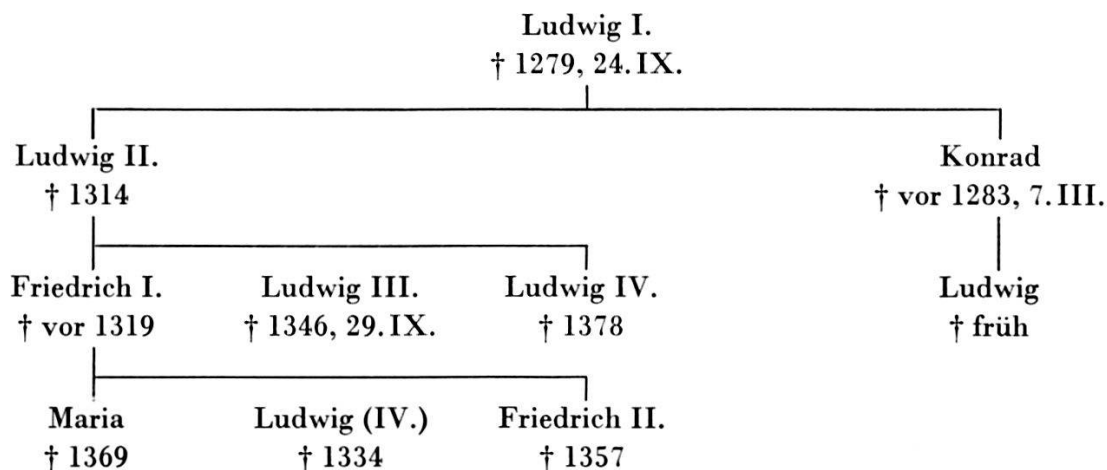 Ludwig I.
† 1279, 24. IX.
Ludwig II. Konrad
† 1314 † vor 1283, 7. III.
Friedrich I. Ludwig III. Ludwig IV. Ludwig
† vor 1319 † 1346, 29. IX. † 1378 † früh
Maria Ludwig (IV.) Friedrich II.
† 1369 † 1334 † 1357